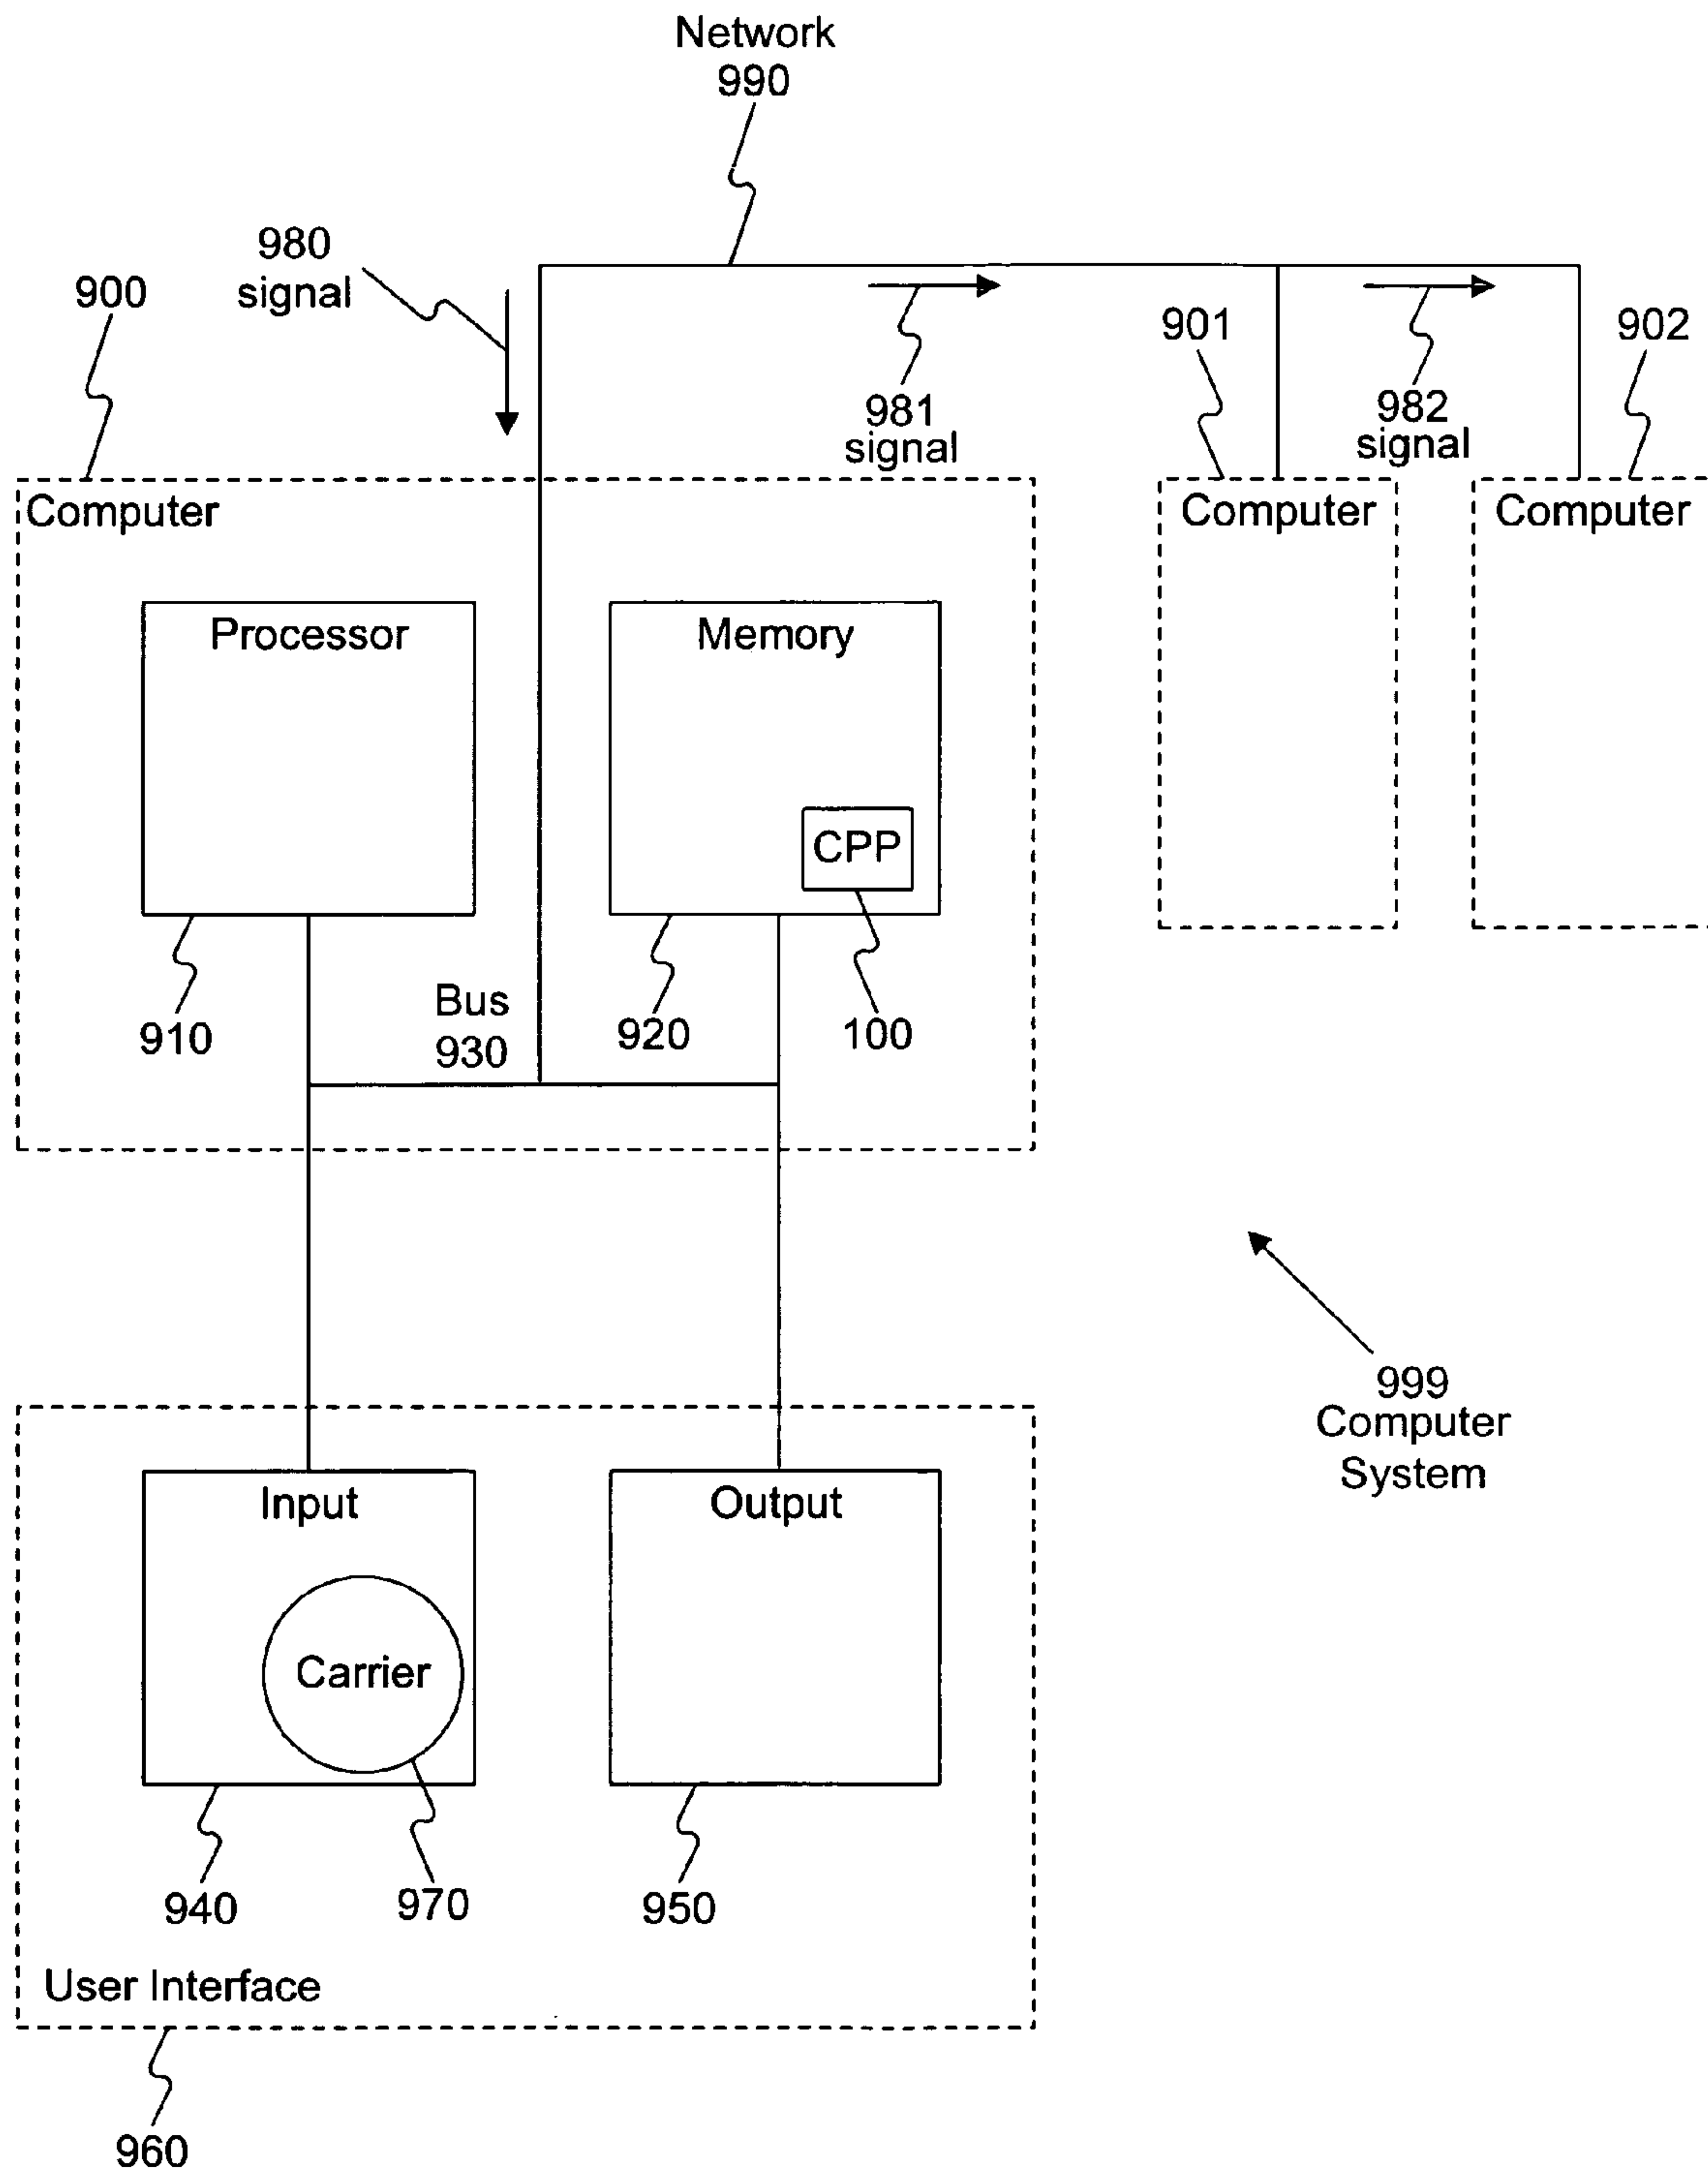 Network
990
980
signal
900
901
902
981
signal
982
signal
Computer
Computer
Computer
Processor
Memory
CPP
Bus
930
910
920
100
999
Computer
System
Input
Output
Carrier
940
970
950
User Interface
960